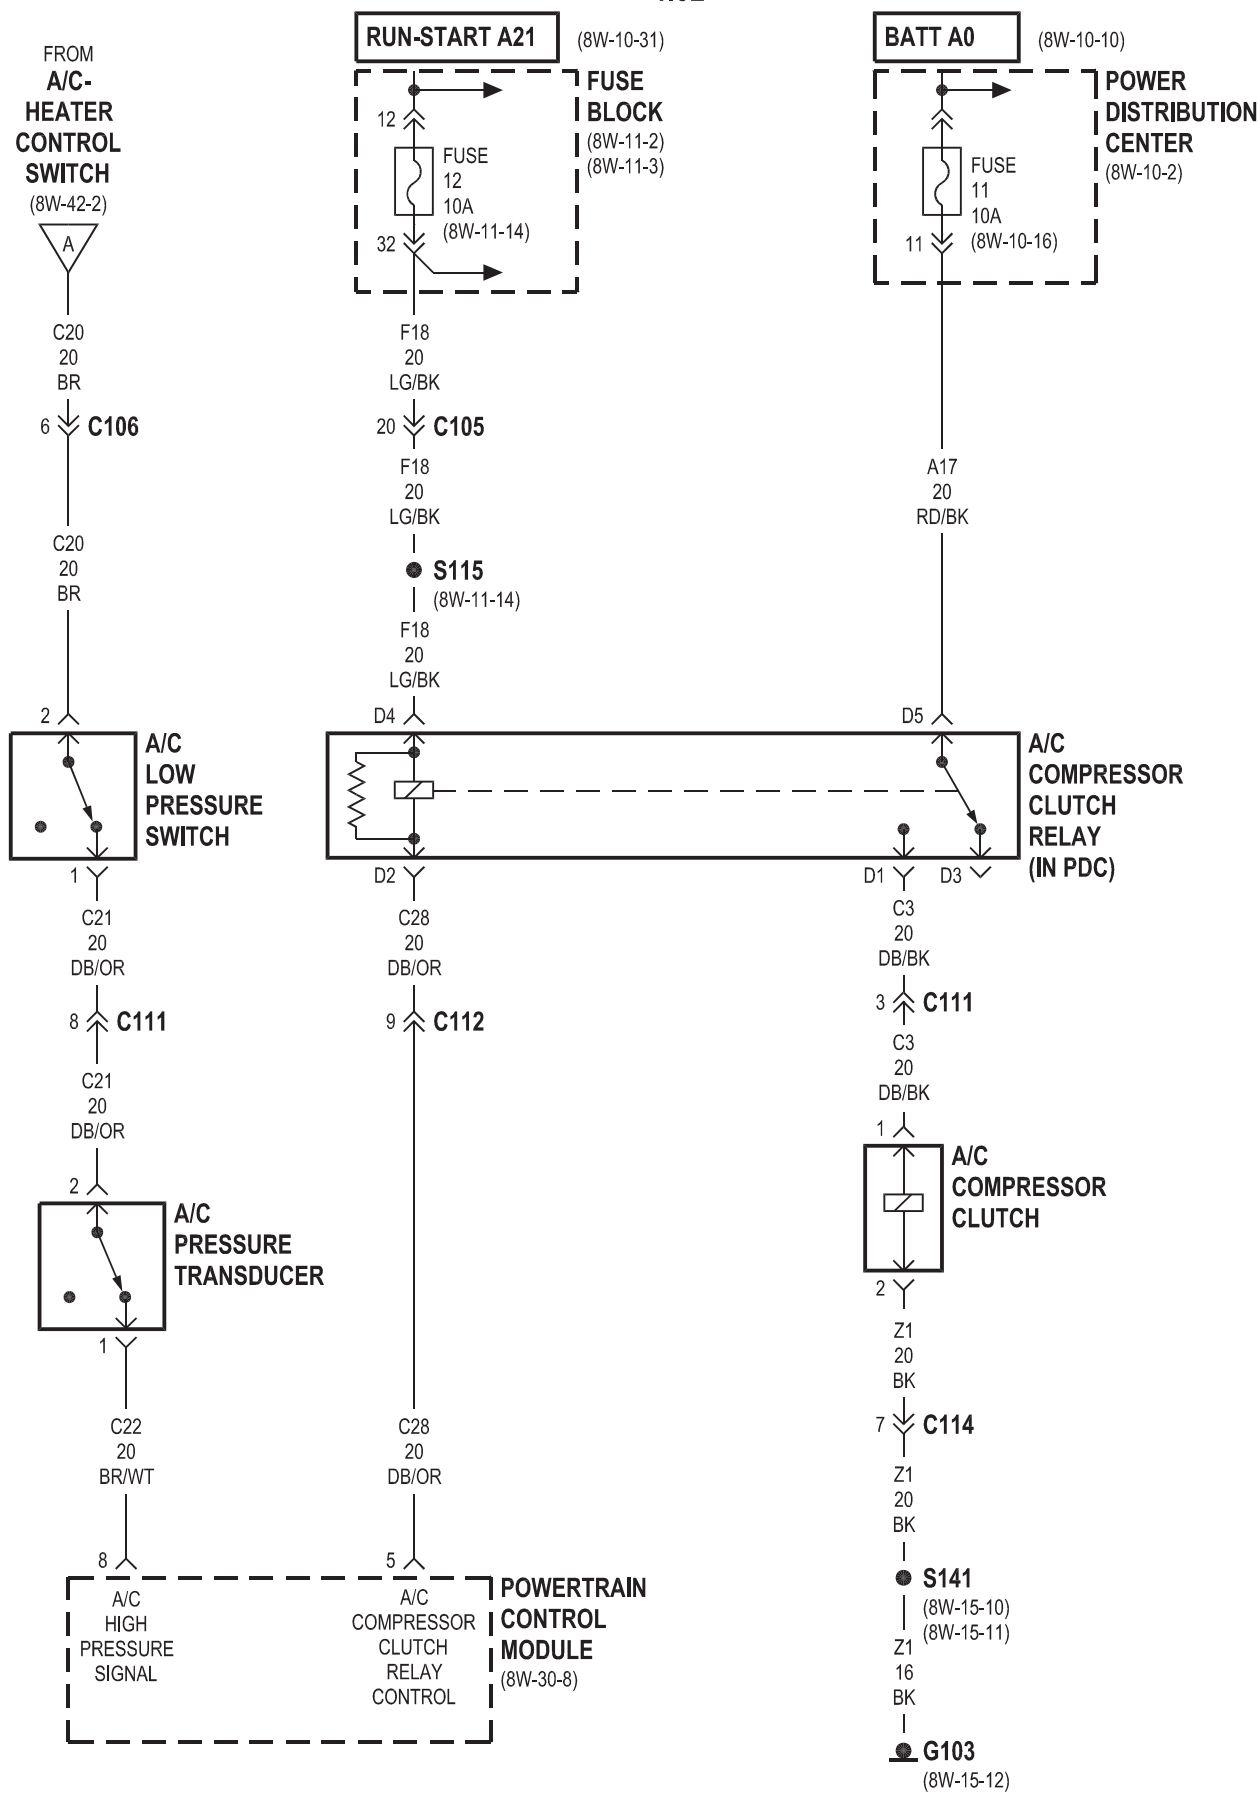 FROM
A/C-
HEATER
CONTROL
SWITCH
(8W-42-2)
A
C20
20
BR
6
C106
C20
20
BR
2
A/C
LOW
PRESSURE
SWITCH
1
C21
20
DB/OR
8
C111
C21
20
DB/OR
2
A/C
PRESSURE
TRANSDUCER
1
C22
20
BR/WT
8
A/C
HIGH
PRESSURE
SIGNAL
RUN-START A21
(8W-10-31)
FUSE
BLOCK
(8W-11-2)
(8W-11-3)
12
FUSE
12
10A
(8W-11-14)
32
F18
20
LG/BK
20
C105
F18
20
LG/BK
S115
(8W-11-14)
F18
20
LG/BK
D4
D2
C28
20
DB/OR
9
C112
C28
20
DB/OR
5
A/C
COMPRESSOR
CLUTCH
RELAY
CONTROL
POWERTRAIN
CONTROL
MODULE
(8W-30-8)
BATT A0
(8W-10-10)
POWER
DISTRIBUTION
CENTER
(8W-10-2)
FUSE
11
10A
(8W-10-16)
11
A17
20
RD/BK
D5
A/C
COMPRESSOR
CLUTCH
RELAY
(IN PDC)
D1
D3
C3
20
DB/BK
3
C111
C3
20
DB/BK
1
A/C
COMPRESSOR
CLUTCH
2
Z1
20
BK
7
C114
Z1
20
BK
S141
(8W-15-10)
(8W-15-11)
Z1
16
BK
G103
(8W-15-12)